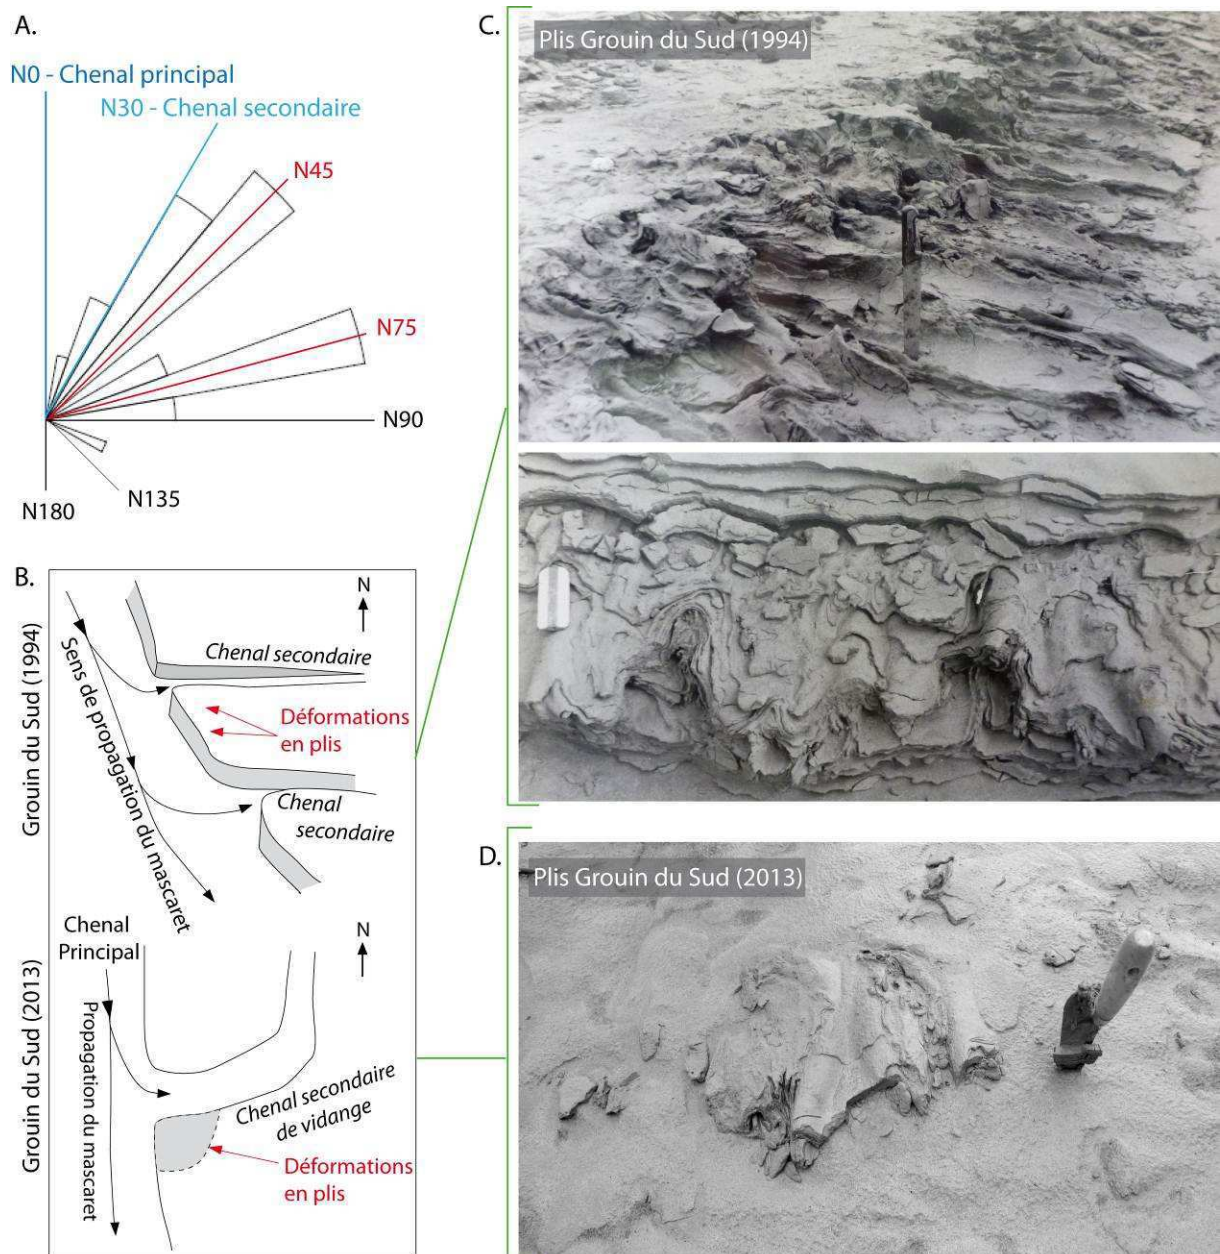 A.
N0 - Chenal principal
N30 - Chenal secondaire
N45
N75
N90
N135
N180
B.
Grouin du Sud (1994)
N
Sens de propagation du mascaret
Chenal secondaire
Déformations
en plis
Chenal
secondaire
Grouin du Sud (2013)
Chenal
Principal
N
Propagation du mascaret
Chenal secondaire
de vidange
Déformations
en plis
C.
Plis Grouin du Sud (1994)
D.
Plis Grouin du Sud (2013)